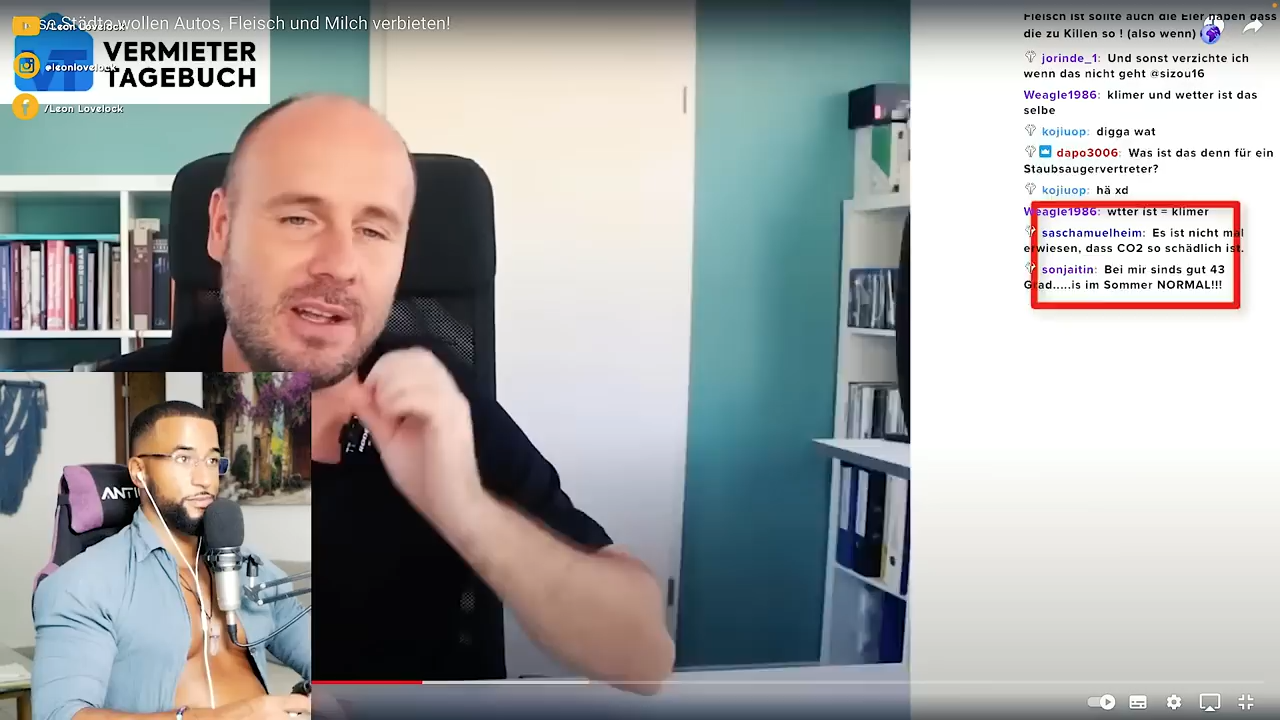 se Städte wollen Autos, Fleisch und Milch verbieten!
/Leon Lovelock
VERMIETER
TAGEBUCH
@leonlovelock
/Leon Lovelock
ANTI
Fleisch ist sollte auch die Eier haben dass
die zu Killen so ! (also wenn)
jorinde_1: Und sonst verzichte ich
wenn das nicht geht @sizou16
Weagle1986: klimer und wetter ist das
selbe
kojiuop: digga wat
dapo3006: Was ist das denn für ein
Staubsaugervertreter?
kojiuop: hä xd
Weagle1986: wtter ist = klimer
saschamuelheim: Es ist nicht mal
erwiesen, dass CO2 so schädlich ist.
sonjaitin: Bei mir sinds gut 43
Grad.....is im Sommer NORMAL!!!